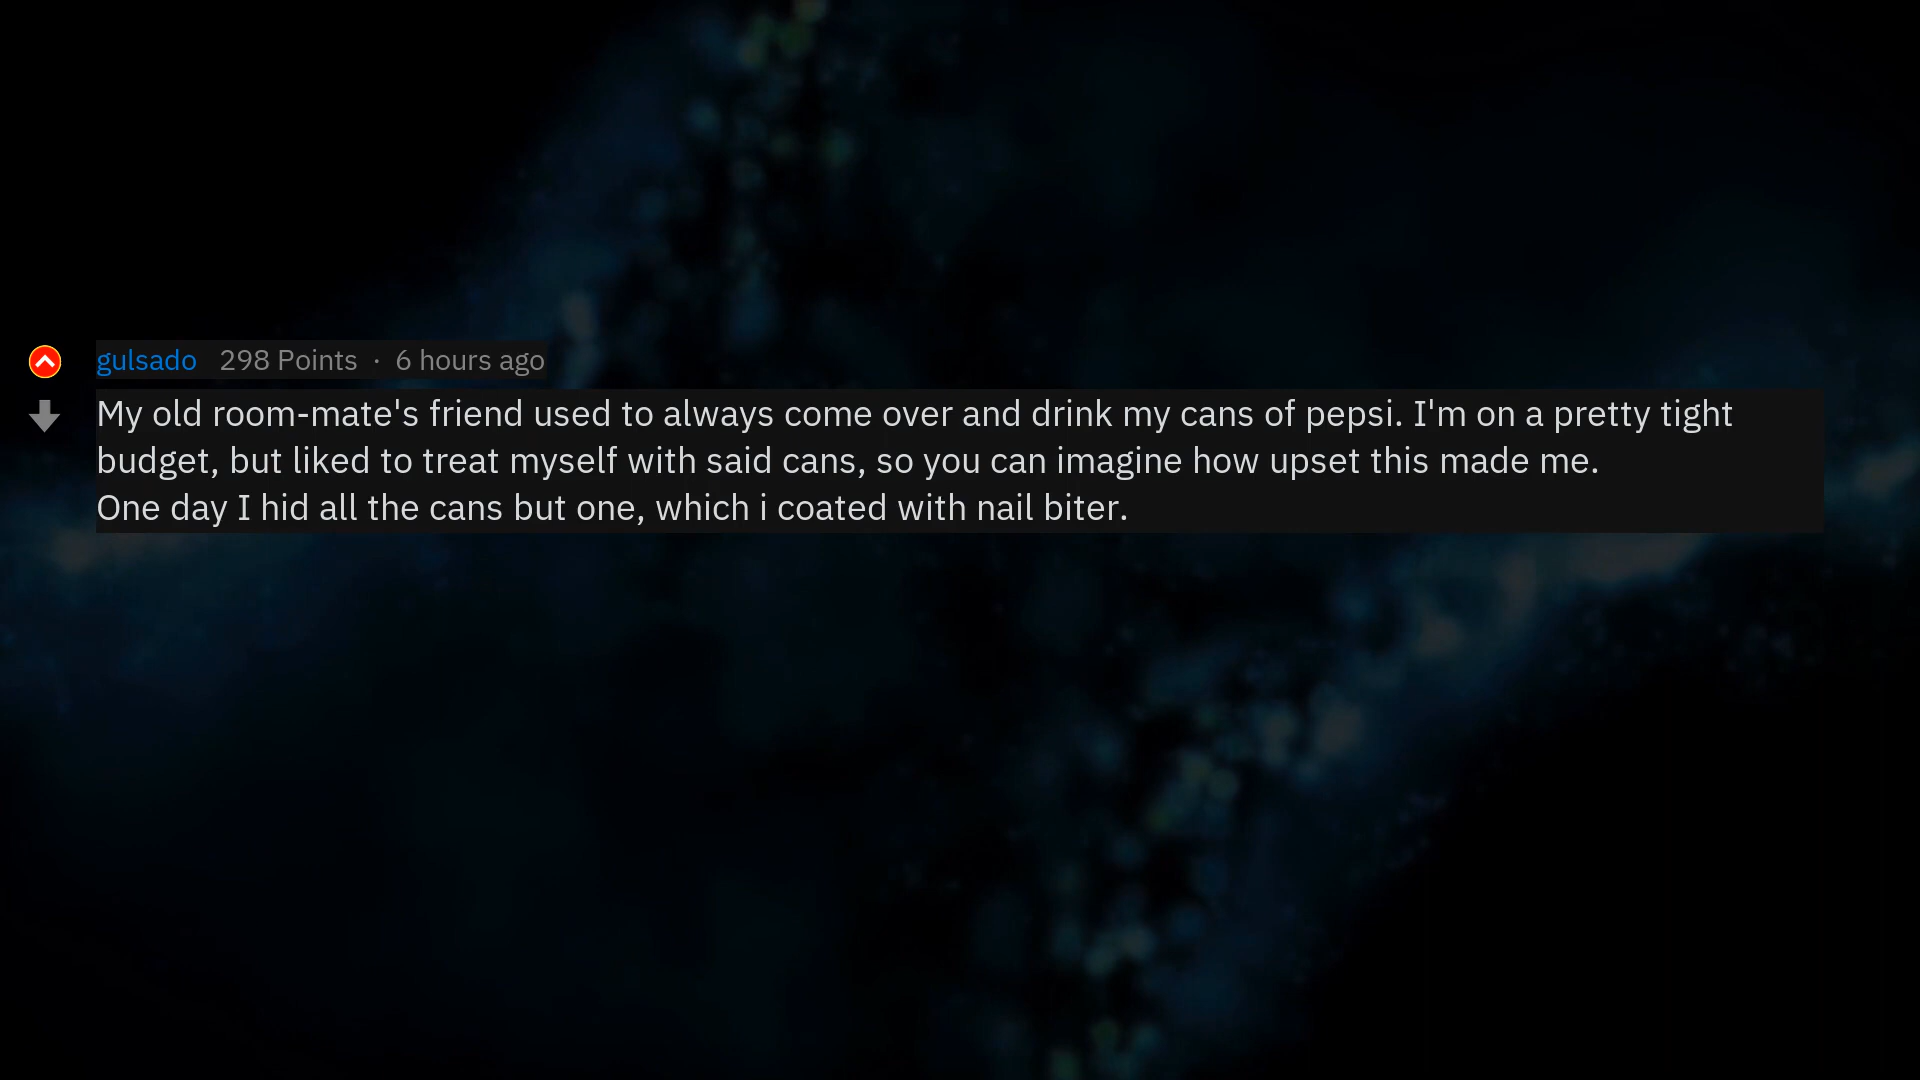 gulsado 298 Points · 6 hours ago
My old room-mate's friend used to always come over and drink my cans of pepsi. I'm on a pretty tight
budget, but liked to treat myself with said cans, so you can imagine how upset this made me.
One day I hid all the cans but one, which i coated with nail biter.